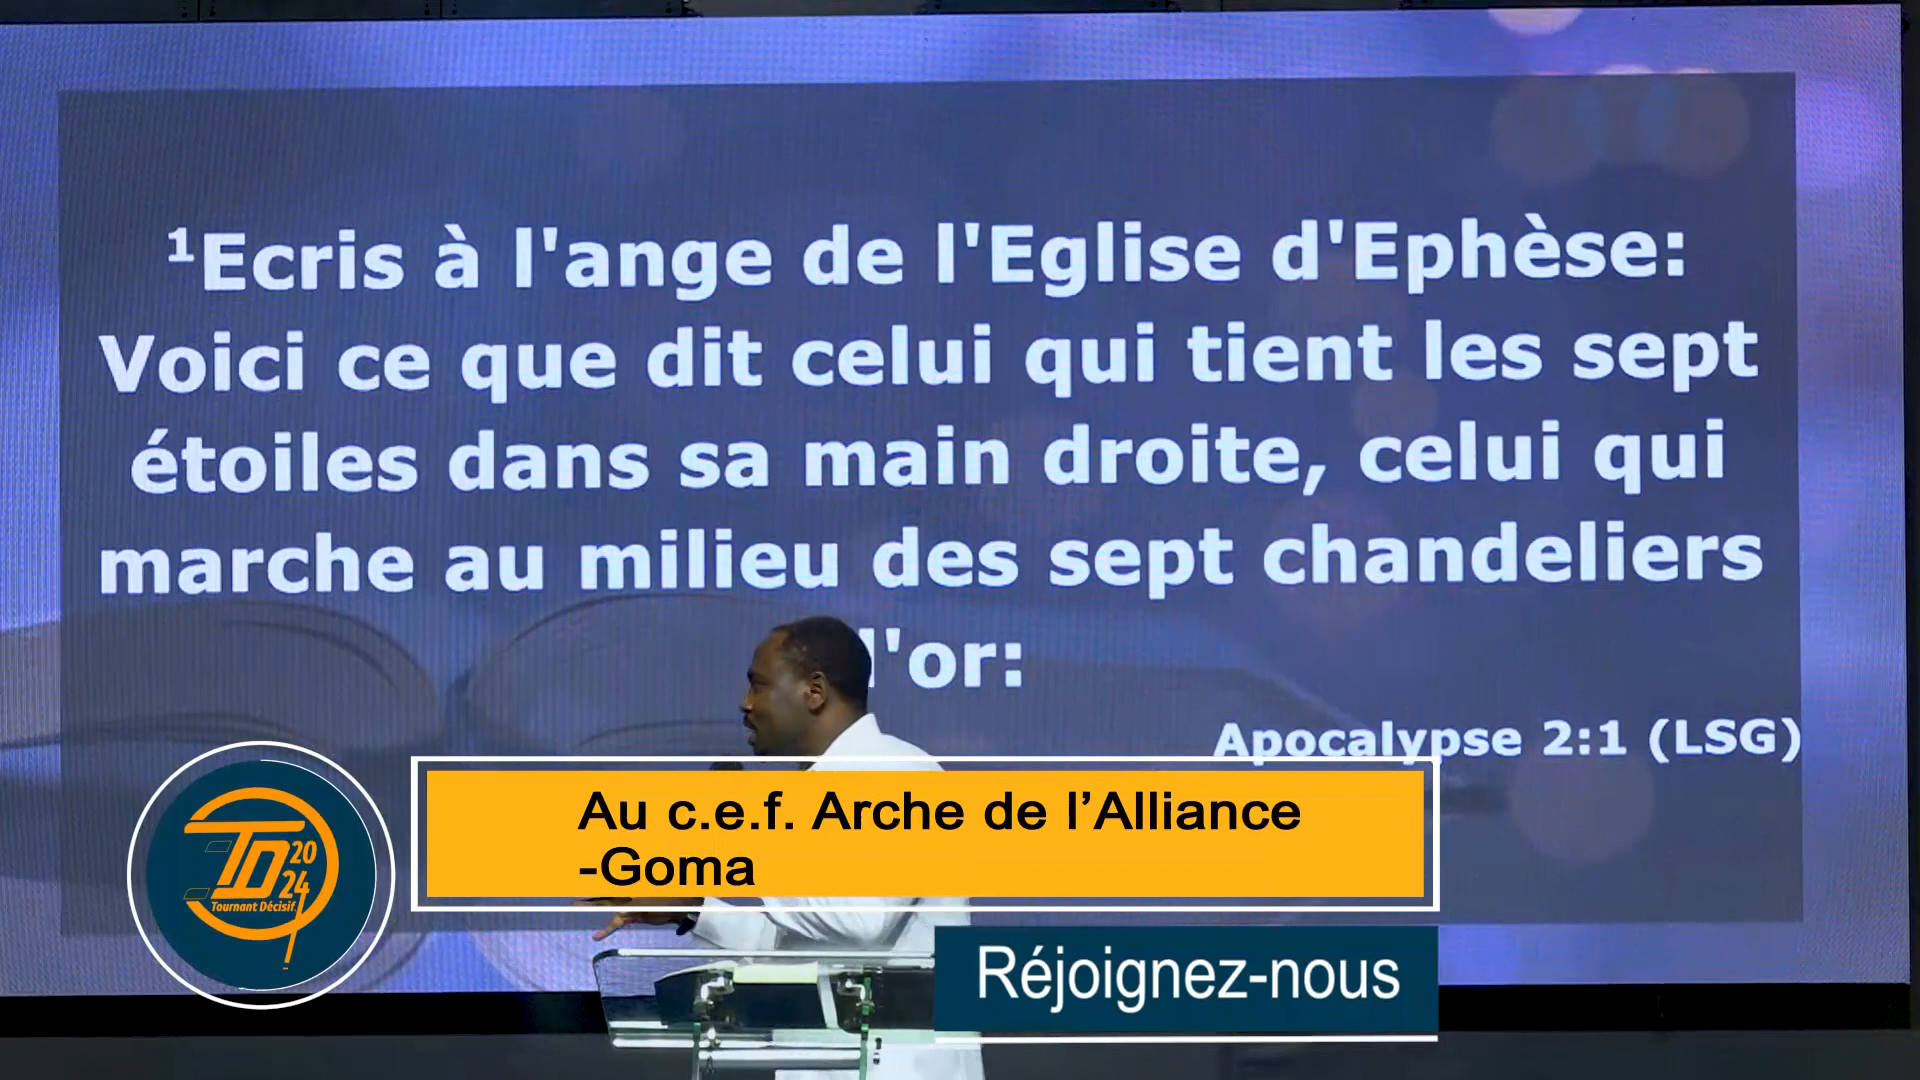 ¹Ecris à l'ange de l'Eglise d'Ephèse:
Voici ce que dit celui qui tient les sept
étoiles dans sa main droite, celui qui
marche au milieu des sept chandeliers
l'or:
Apocalypse 2:1 (LSG)
Au c.e.f. Arche de l’Alliance
-Goma
TD 20
24
Tournant Décisif
Réjoignez-nous